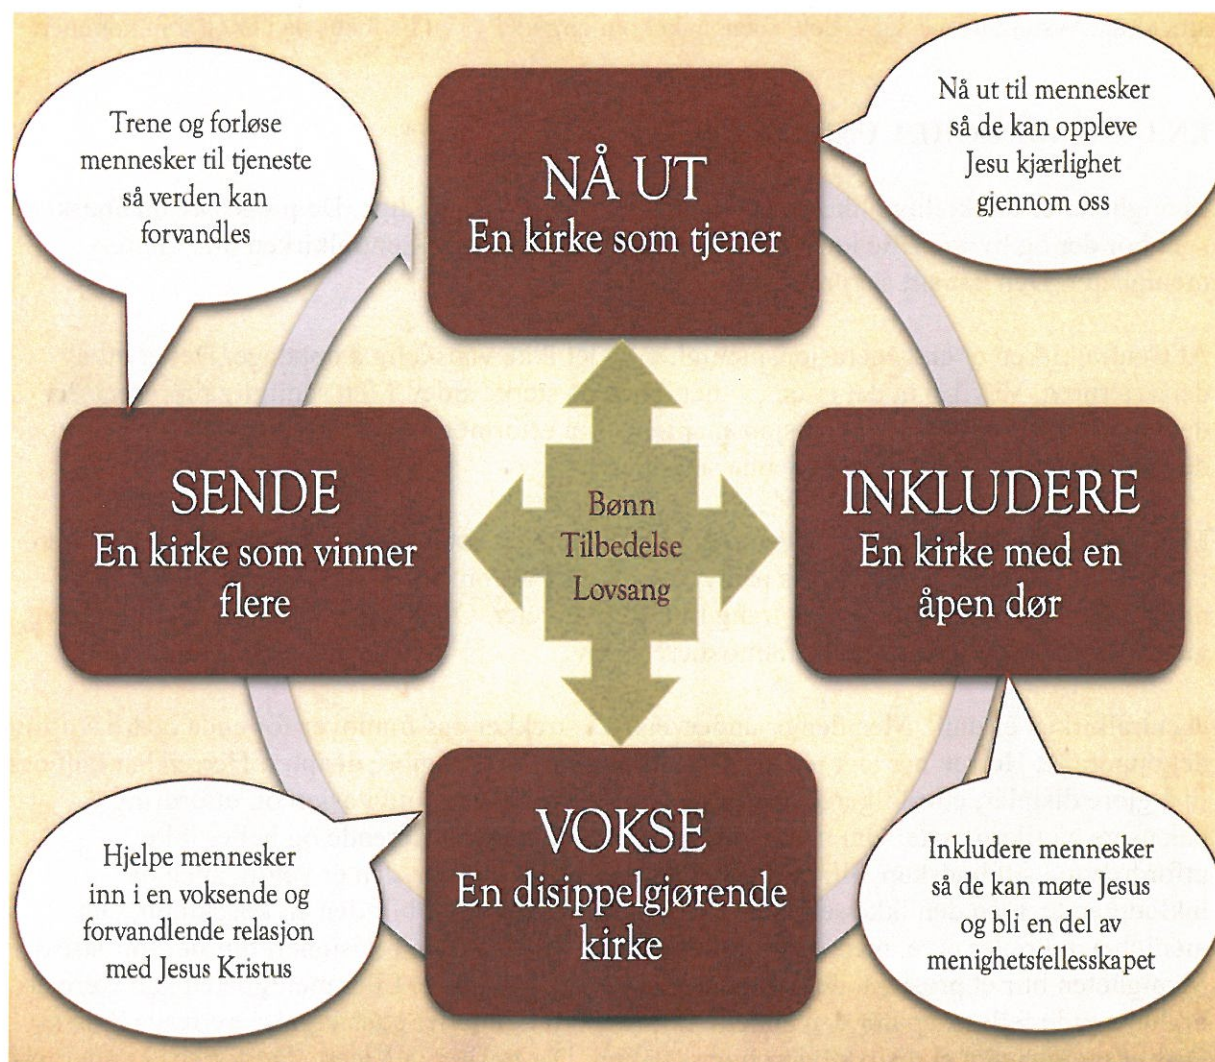 Trene og forløse
mennesker til tjeneste
så verden kan
forvandles
NÅ UT
En kirke som tjener
Nå ut til mennesker
så de kan oppleve
Jesu kjærlighet
gjennom oss
SENDE
En kirke som vinner
flere
Bønn
Tilbedelse
Lovsang
INKLUDERE
En kirke med en
åpen dør
VOKSE
En disippelgjørende
kirke
Hjelpe mennesker
inn i en voksende og
forvandlende relasjon
med Jesus Kristus
Inkludere mennesker
så de kan møte Jesus
og bli en del av
menighetsfellesskapet